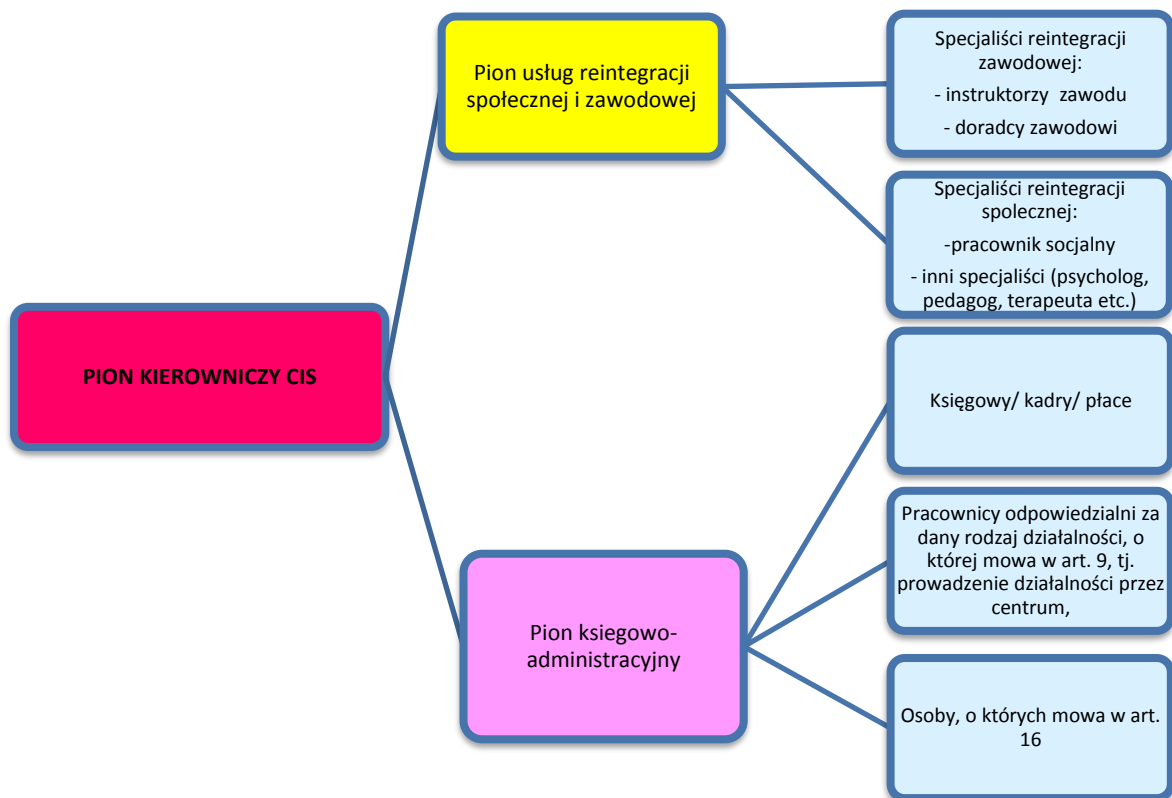 PION KIEROWNICZY CIS
Pion usług reintegracji
społecznej i zawodowej
Specjaliści reintegracji
zawodowej:
- instruktorzy zawodu
- doradcy zawodowi
Specjaliści reintegracji
spolecznej:
-pracownik socjalny
- inni specjaliści (psycholog,
pedagog, terapeuta etc.)
Pion ksiegowo-
administracyjny
Księgowy/ kadry/ płace
Pracownicy odpowiedzialni za
dany rodzaj działalności, o
której mowa w art. 9, tj.
prowadzenie działalności przez
centrum,
Osoby, o których mowa w art.
16